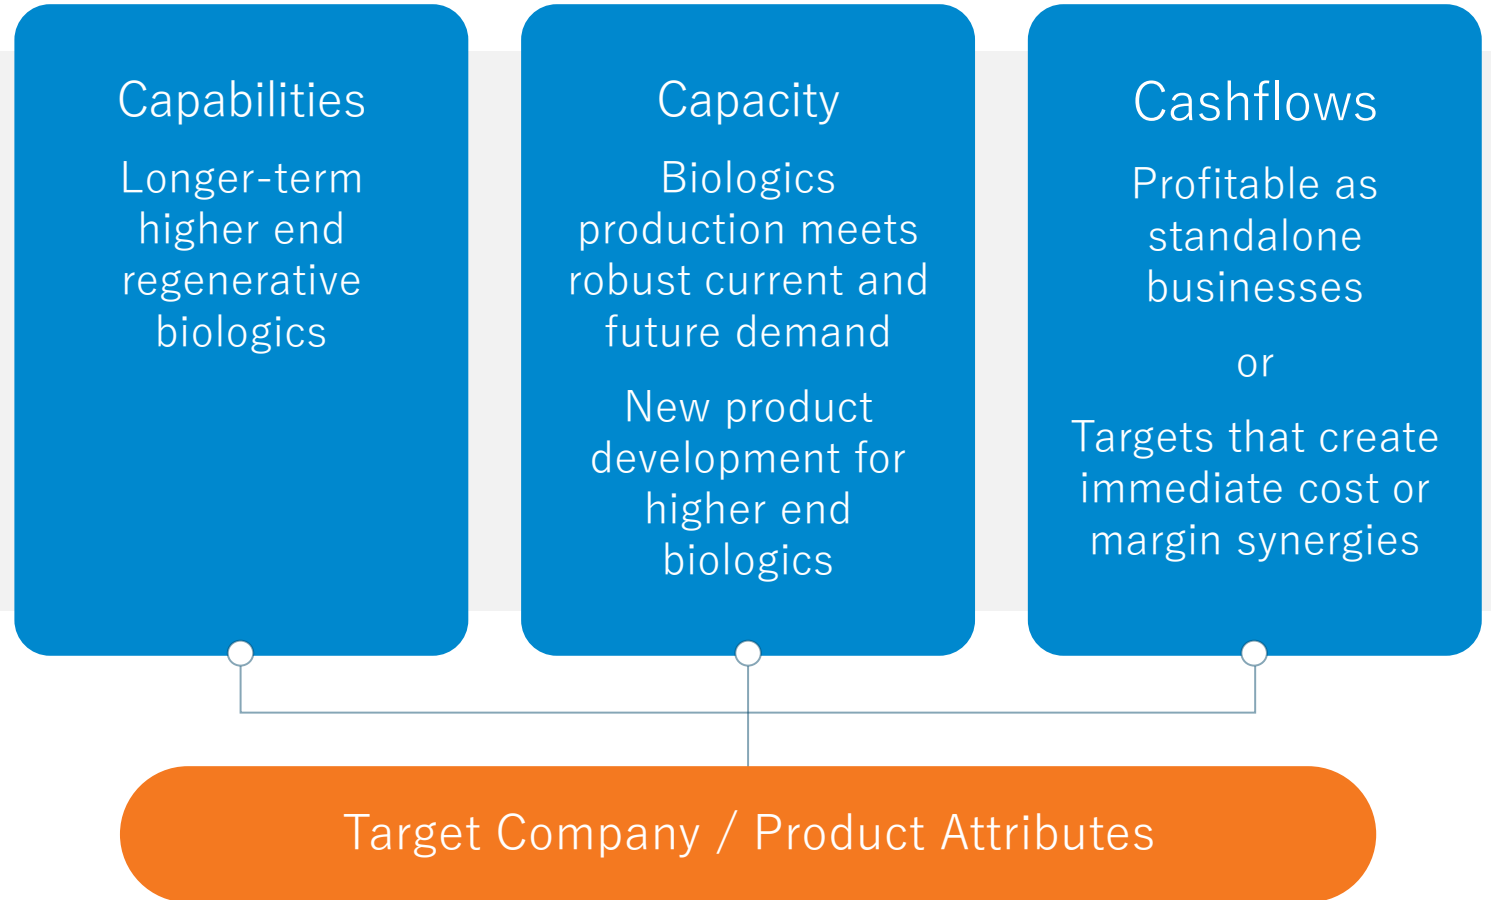 Capabilities
Longer-term
higher end
regenerative
biologics
Capacity
Biologics
production meets
robust current and
future demand
New product
development for
higher end
biologics
Cashflows
Profitable as
standalone
businesses
or
Targets that create
immediate cost or
margin synergies
Target Company / Product Attributes